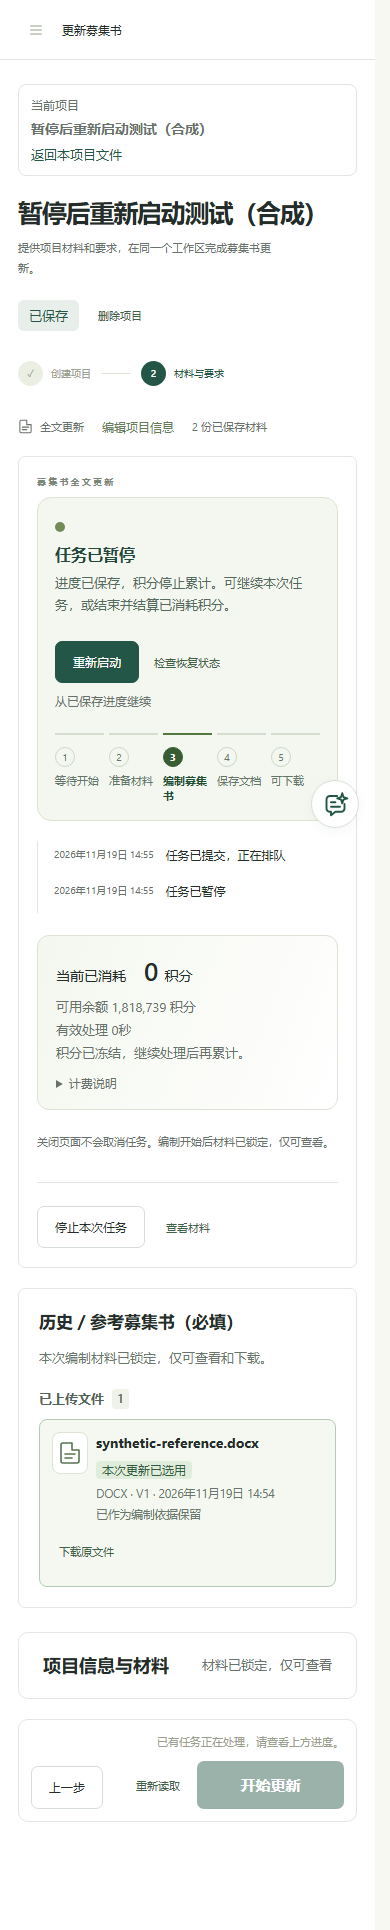 更新募集书
当前项目
暂停后重新启动测试（合成）
返回本项目文件
暂停后重新启动测试（合成）
提供项目材料和要求，在同一个工作区完成募集书更
新。
已保存
删除项目
✓ 创建项目
2 材料与要求
全文更新 编辑项目信息 2 份已保存材料
募集书全文更新
任务已暂停
进度已保存，积分停止累计。可继续本次任
务，或结束并结算已消耗积分。
重新启动
检查恢复状态
从已保存进度继续
1 2 3 4 5
等待开始 准备材料 编制募集 保存文档 可下载
书
2026年11月19日 14:55 任务已提交，正在排队
2026年11月19日 14:55 任务已暂停
当前已消耗 0 积分
可用余额 1,818,739 积分
有效处理 0秒
积分已冻结，继续处理后再累计。
▶ 计费说明
关闭页面不会取消任务。编制开始后材料已锁定，仅可查看。
停止本次任务
查看材料
历史 / 参考募集书（必填）
本次编制材料已锁定，仅可查看和下载。
已上传文件 1
synthetic-reference.docx
本次更新已选用
DOCX · V1 · 2026年11月19日 14:54
已作为编制依据保留
下载原文件
项目信息与材料
材料已锁定，仅可查看
已有任务正在处理，请查看上方进度。
上一步
重新读取
开始更新